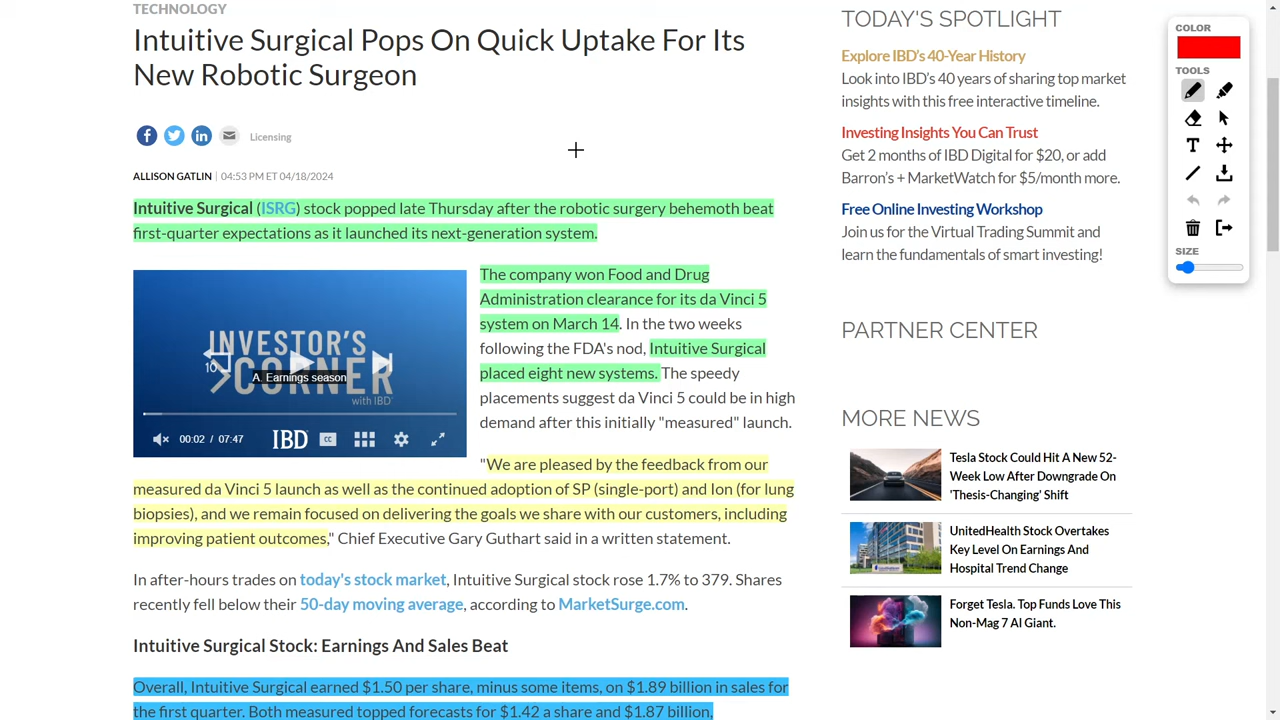 TECHNOLOGY
Intuitive Surgical Pops On Quick Uptake For Its
New Robotic Surgeon
Licensing
ALLISON GATLIN | 04:53 PM ET 04/18/2024
Intuitive Surgical (ISRG) stock popped late Thursday after the robotic surgery behemoth beat
first-quarter expectations as it launched its next-generation system.
INVESTOR'S
CORNER
with IBD
10
A. Earnings season
00:02 / 07:47
IBD
CC
The company won Food and Drug
Administration clearance for its da Vinci 5
system on March 14. In the two weeks
following the FDA's nod, Intuitive Surgical
placed eight new systems. The speedy
placements suggest da Vinci 5 could be in high
demand after this initially "measured" launch.
"We are pleased by the feedback from our
measured da Vinci 5 launch as well as the continued adoption of SP (single-port) and Ion (for lung
biopsies), and we remain focused on delivering the goals we share with our customers, including
improving patient outcomes," Chief Executive Gary Guthart said in a written statement.
In after-hours trades on today's stock market, Intuitive Surgical stock rose 1.7% to 379. Shares
recently fell below their 50-day moving average, according to MarketSurge.com.
Intuitive Surgical Stock: Earnings And Sales Beat
Overall, Intuitive Surgical earned $1.50 per share, minus some items, on $1.89 billion in sales for
the first quarter. Both measured topped forecasts for $1.42 a share and $1.87 billion,
TODAY'S SPOTLIGHT
Explore IBD's 40-Year History
Look into IBD's 40 years of sharing top market
insights with this free interactive timeline.
Investing Insights You Can Trust
Get 2 months of IBD Digital for $20, or add
Barron's + MarketWatch for $5/month more.
Free Online Investing Workshop
Join us for the Virtual Trading Summit and
learn the fundamentals of smart investing!
PARTNER CENTER
MORE NEWS
Tesla Stock Could Hit A New 52-
Week Low After Downgrade On
'Thesis-Changing' Shift
UnitedHealth Stock Overtakes
Key Level On Earnings And
Hospital Trend Change
Forget Tesla. Top Funds Love This
Non-Mag 7 AI Giant.
COLOR
TOOLS
T
SIZE